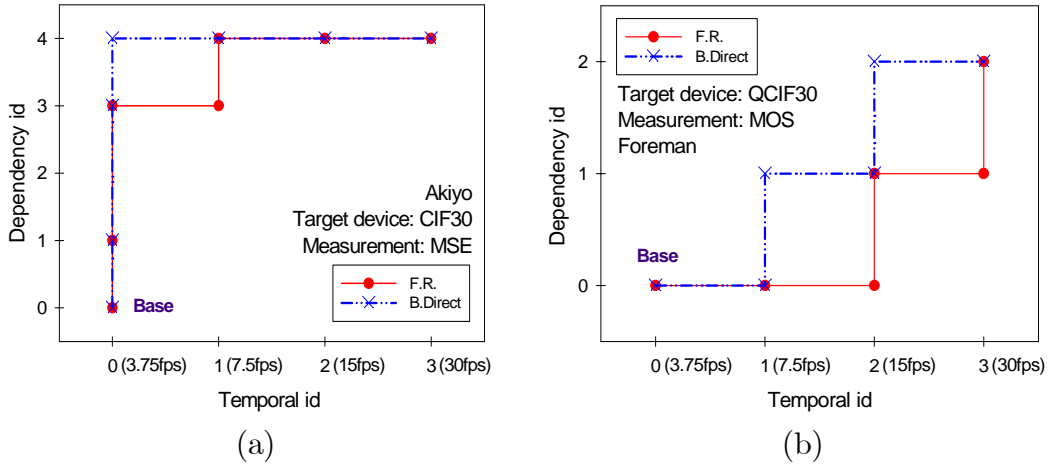 4
3
2
1
0
Dependency id
Akiyo
Target device: CIF30
Measurement: MSE
F.R.
B.Direct
Base
0 (3.75fps) 1 (7.5fps) 2 (15fps) 3 (30fps)
Temporal id
(a)
F.R.
B.Direct
Target device: QCIF30
Measurement: MOS
Foreman
2
1
0
Dependency id
Base
0 (3.75fps) 1 (7.5fps) 2 (15fps) 3 (30fps)
Temporal id
(b)